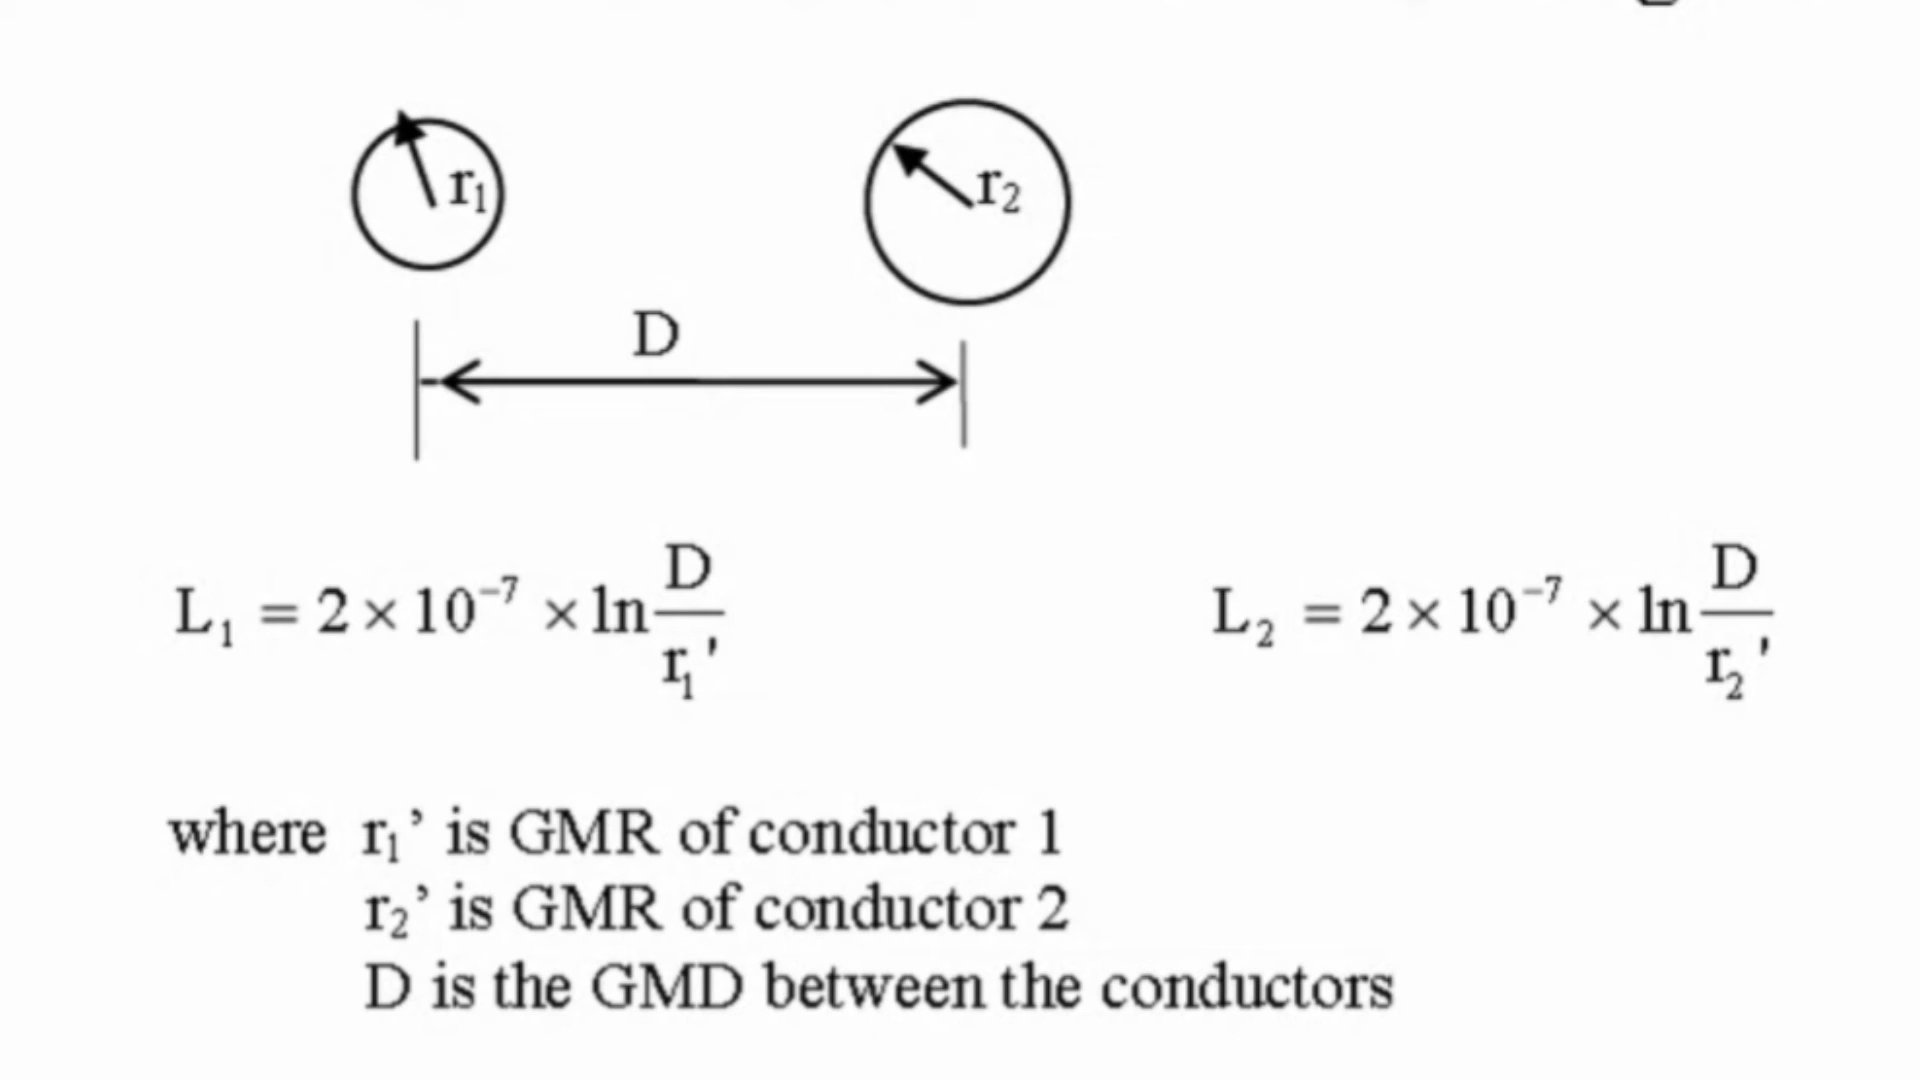 r₁ r₂
D
L₁ = 2 × 10⁻⁷ × ln D/r₁' L₂ = 2 × 10⁻⁷ × ln D/r₂'
where r₁’ is GMR of conductor 1
r₂’ is GMR of conductor 2
D is the GMD between the conductors